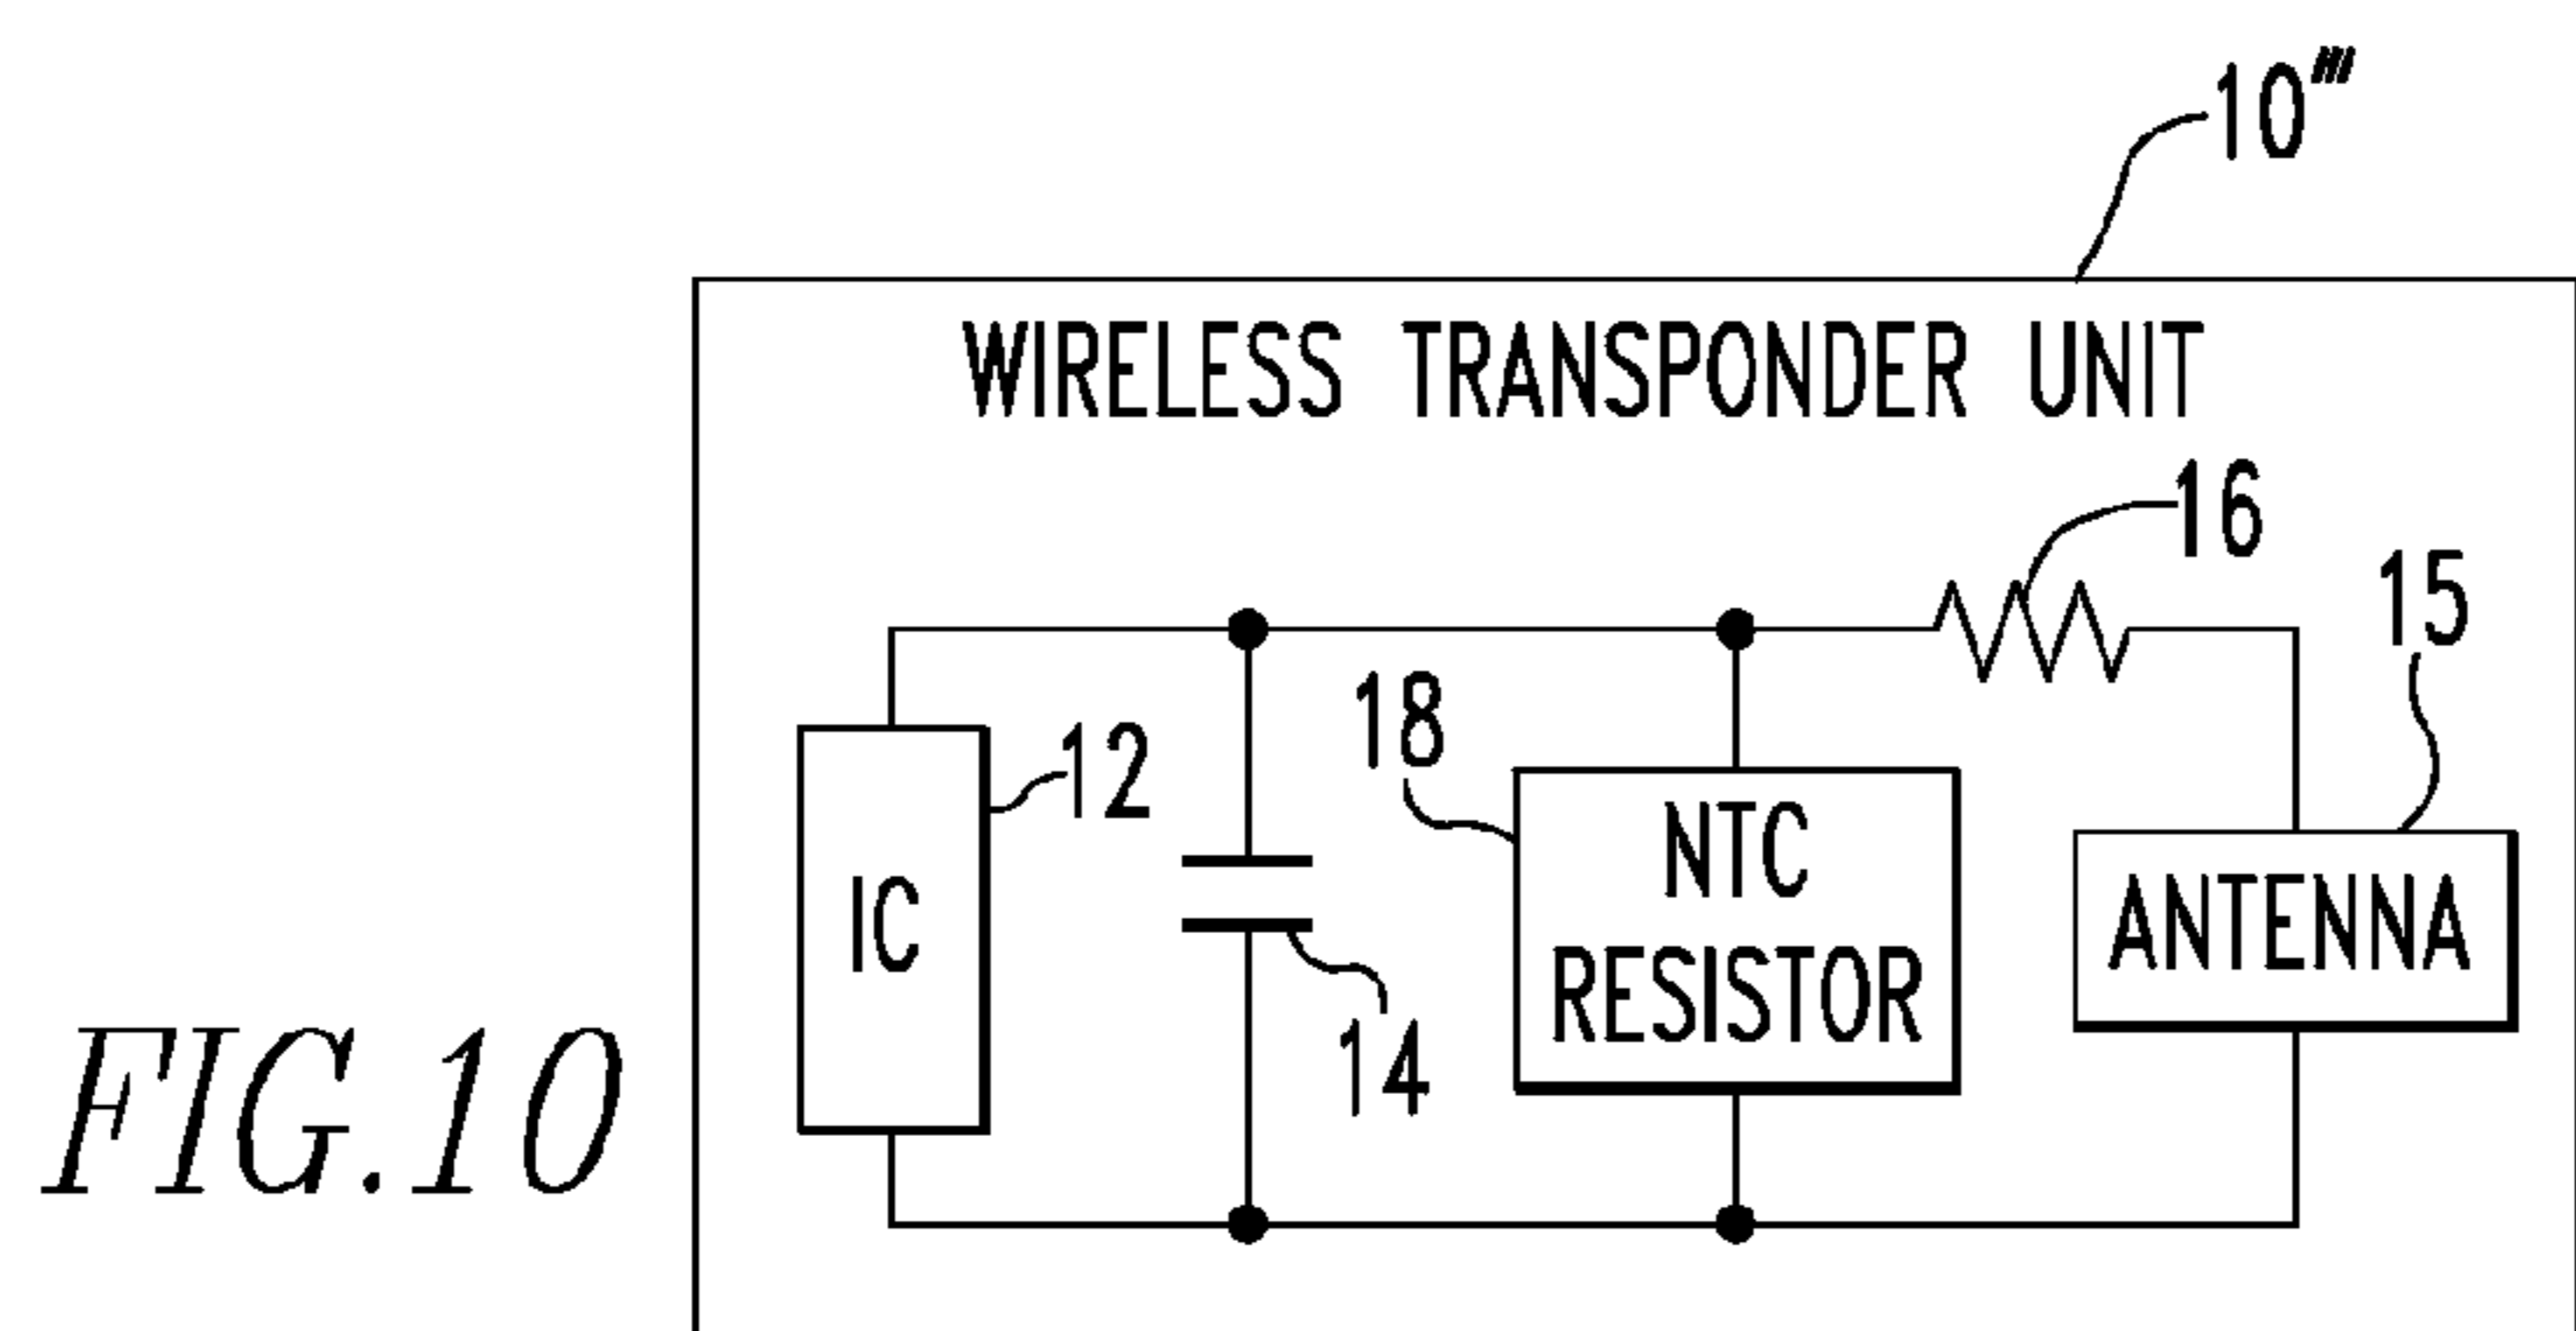 10''''
WIRELESS TRANSPONDER UNIT
16
15
18
12
NTC
RESISTOR
IC
ANTENNA
14
FIG.10